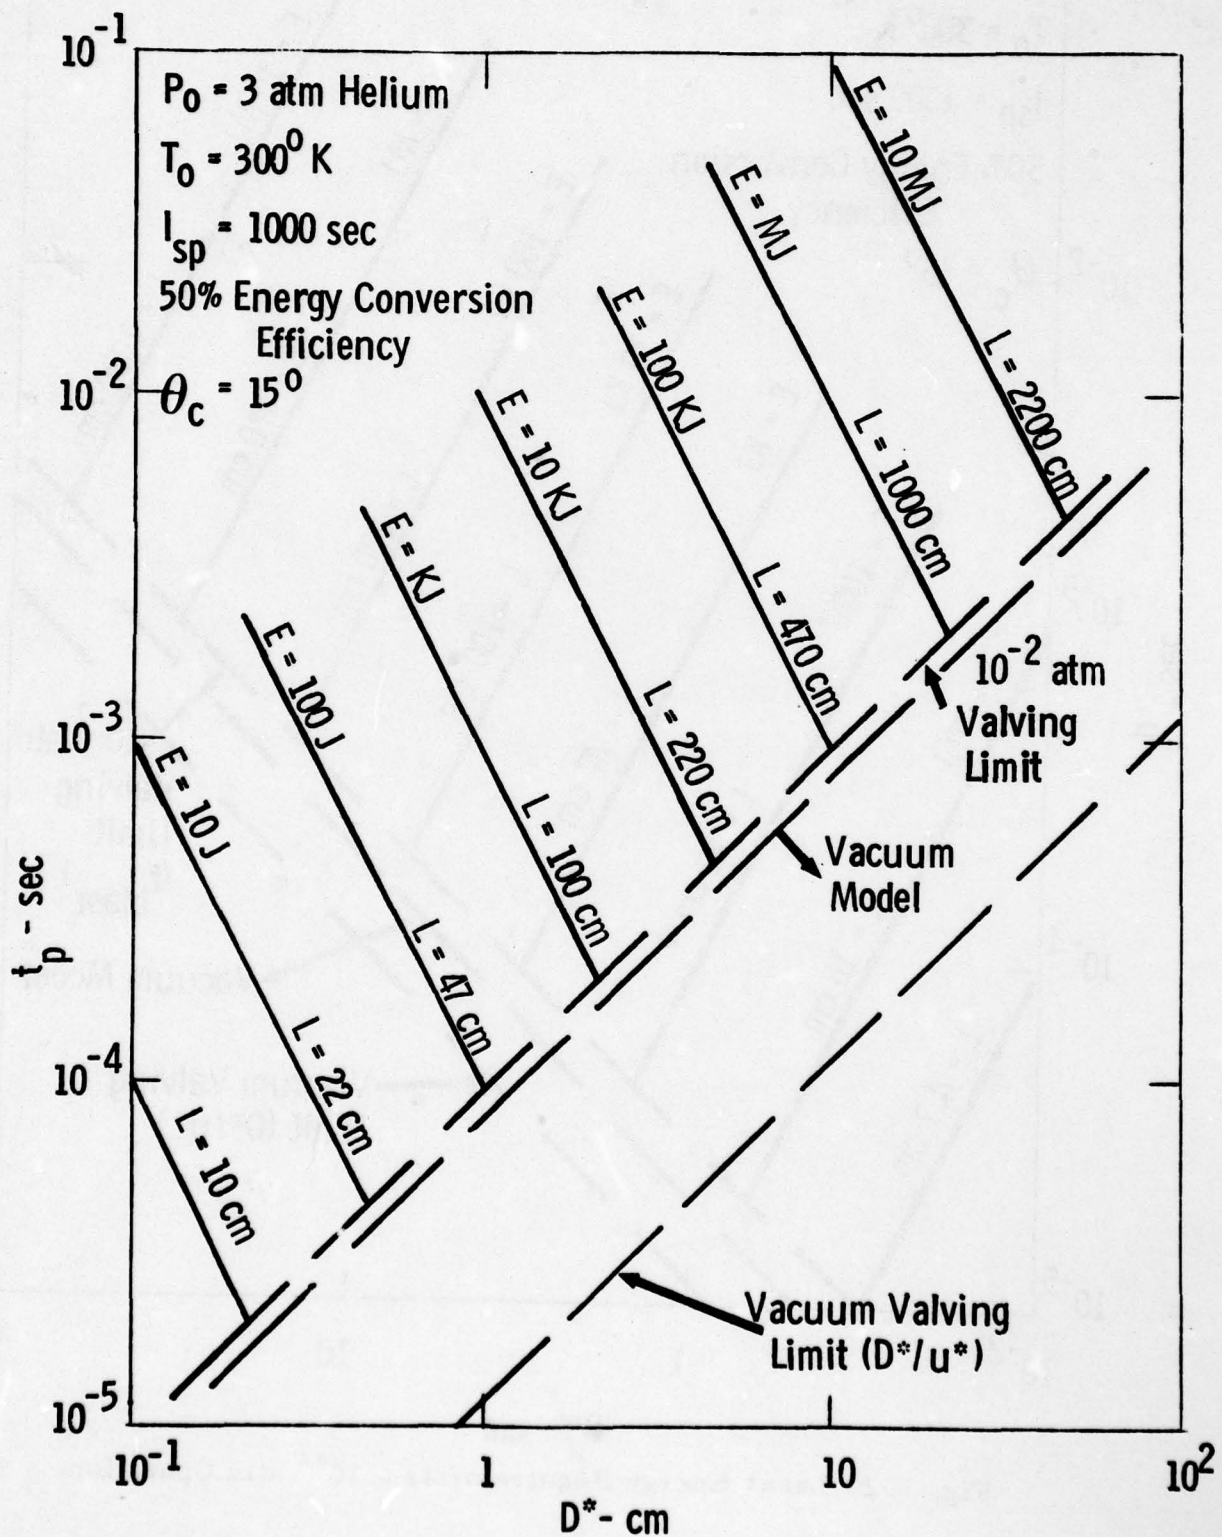 10⁻¹
P₀ = 3 atm Helium
T₀ = 300⁰ K
I_sp = 1000 sec
50% Energy Conversion
Efficiency
θ_c = 15⁰
10⁻²
10⁻³
10⁻⁴
10⁻⁵
t_p - sec
E = 10 MJ
L = 2200 cm
E = MJ
L = 1000 cm
E = 100 KJ
L = 470 cm
E = 10 KJ
L = 220 cm
E = KJ
L = 100 cm
E = 100 J
L = 47 cm
E = 10 J
L = 22 cm
L = 10 cm
10⁻² atm
Valving
Limit
Vacuum
Model
Vacuum Valving
Limit (D*/u*)
10⁻¹
1
10
10²
D* - cm